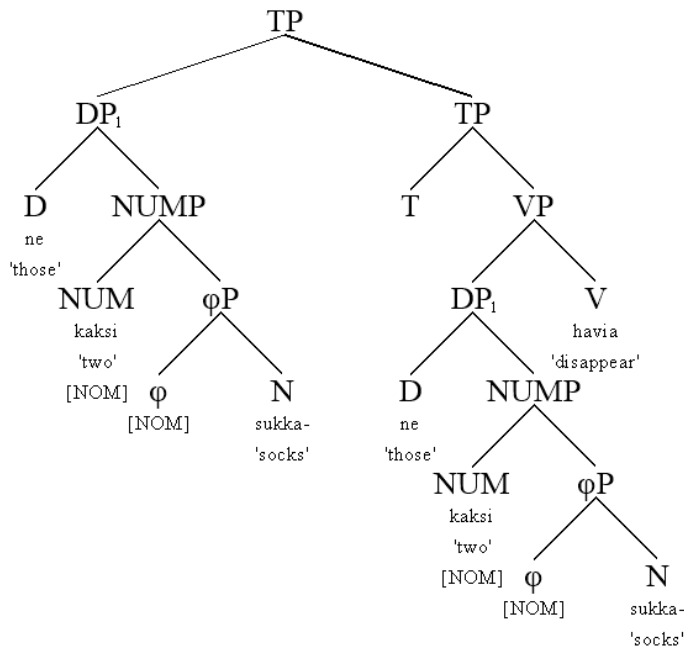 TP
DP₁ TP
D NUMP T VP
ne
'those'
NUM φP DP₁ V
kaksi havia
'two' 'disappear'
[NOM] φ N D NUMP
[NOM] sukka- ne
'socks' 'those'
NUM φP
kaksi
'two'
[NOM] φ N
[NOM] sukka-
'socks'